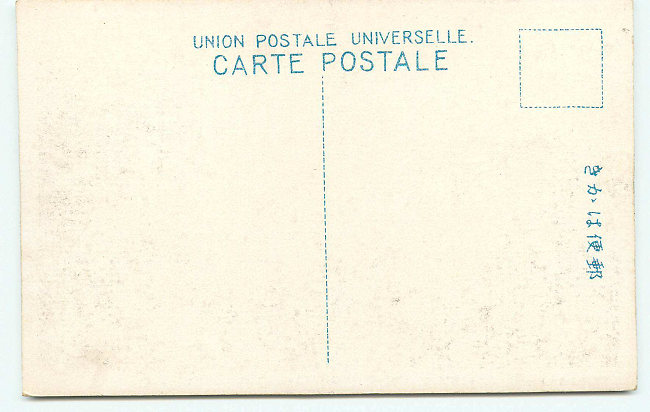 UNION POSTALE UNIVERSELLE.
CARTE POSTALE
きかは便郵